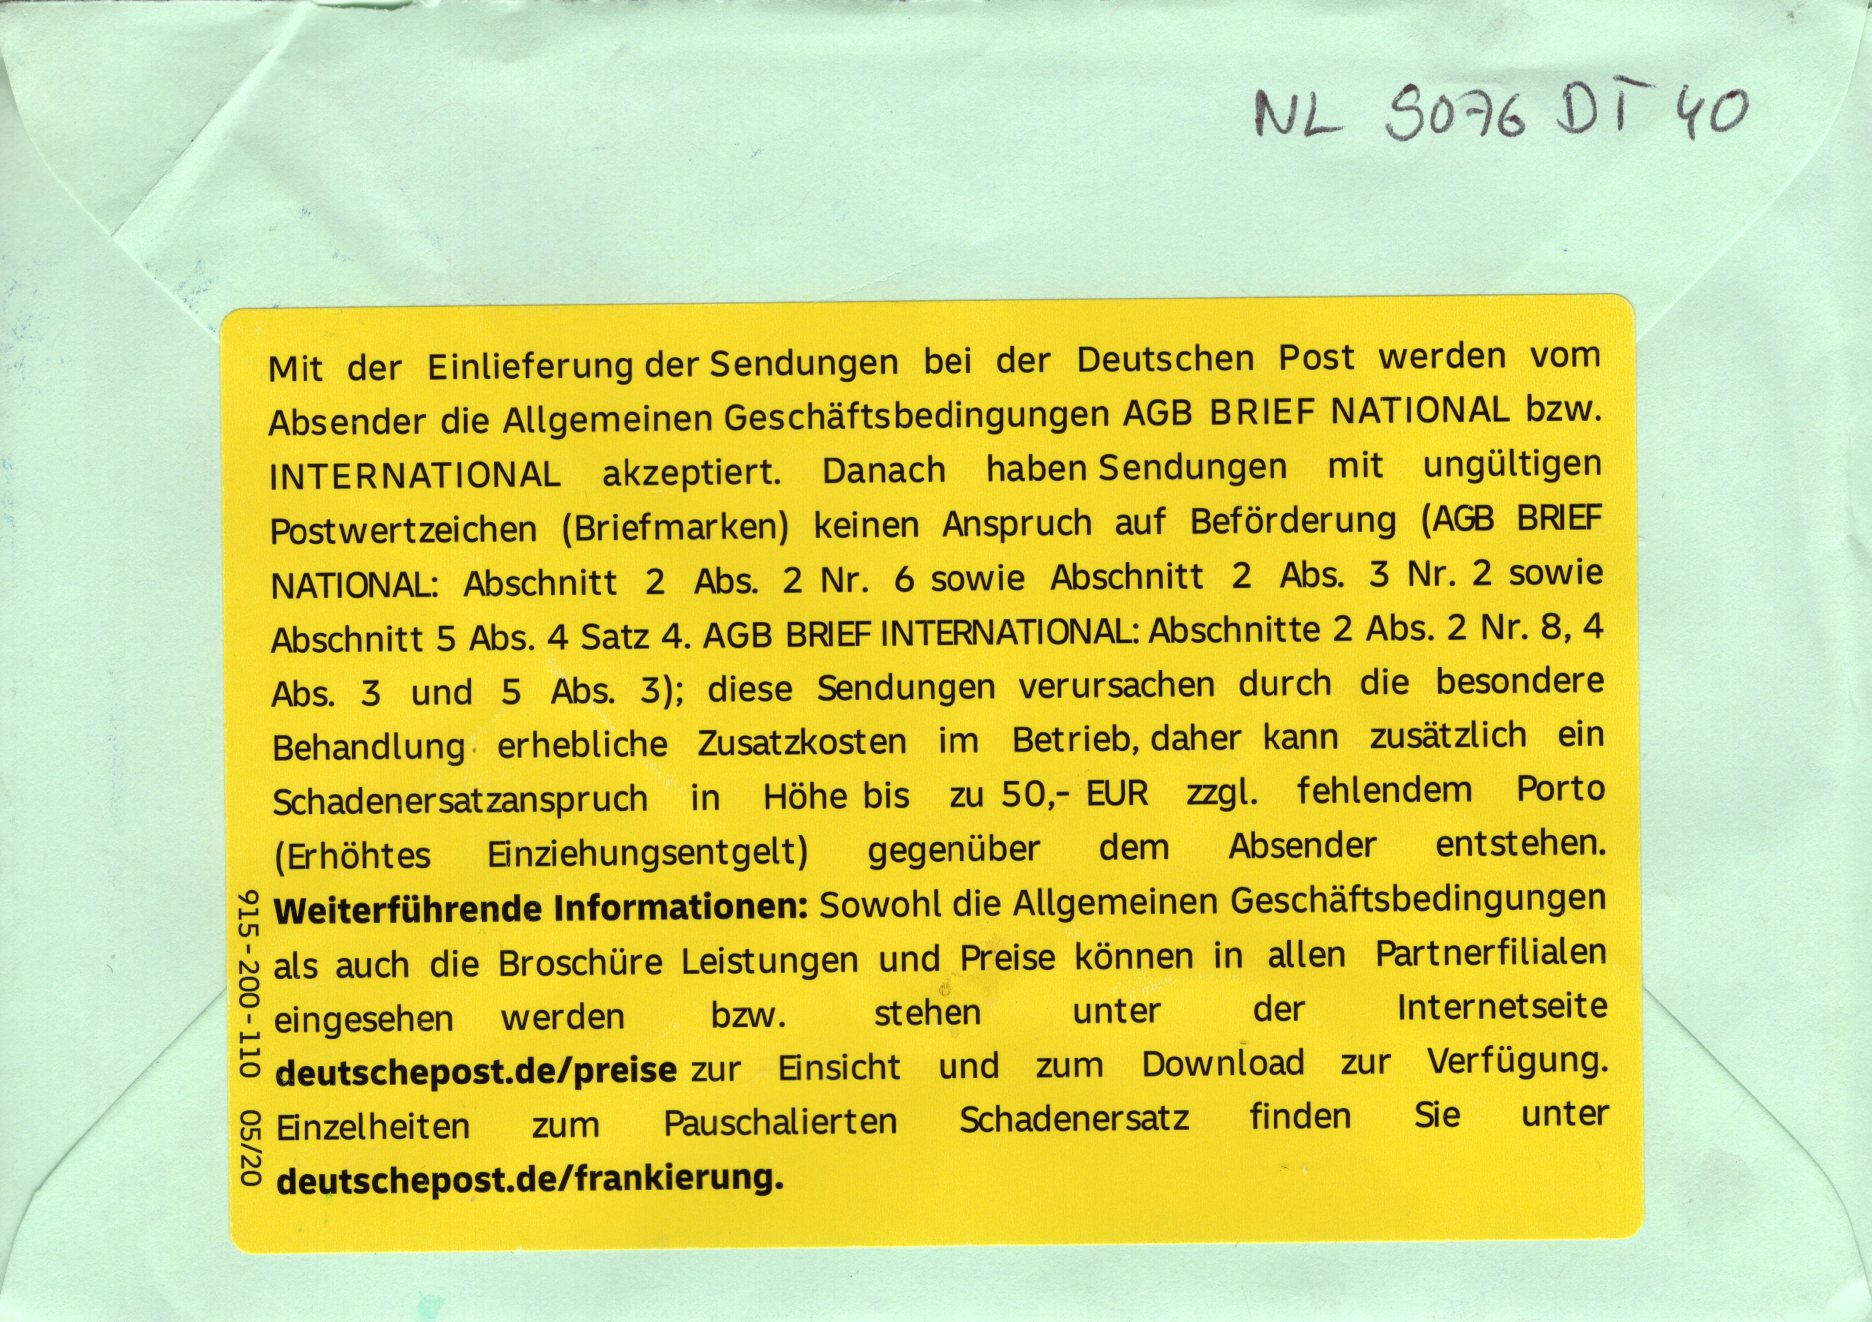 NL 9076 DT 40
Mit der Einlieferung der Sendungen bei der Deutschen Post werden vom
Absender die Allgemeinen Geschäftsbedingungen AGB BRIEF NATIONAL bzw.
INTERNATIONAL akzeptiert. Danach haben Sendungen mit ungültigen
Postwertzeichen (Briefmarken) keinen Anspruch auf Beförderung (AGB BRIEF
NATIONAL: Abschnitt 2 Abs. 2 Nr. 6 sowie Abschnitt 2 Abs. 3 Nr. 2 sowie
Abschnitt 5 Abs. 4 Satz 4. AGB BRIEF INTERNATIONAL: Abschnitte 2 Abs. 2 Nr. 8, 4
Abs. 3 und 5 Abs. 3); diese Sendungen verursachen durch die besondere
Behandlung erhebliche Zusatzkosten im Betrieb, daher kann zusätzlich ein
Schadenersatzanspruch in Höhe bis zu 50,- EUR zzgl. fehlendem Porto
(Erhöhtes Einziehungsentgelt) gegenüber dem Absender entstehen.
Weiterführende Informationen: Sowohl die Allgemeinen Geschäftsbedingungen
als auch die Broschüre Leistungen und Preise können in allen Partnerfilialen
eingesehen werden bzw. stehen unter der Internetseite
deutschepost.de/preise zur Einsicht und zum Download zur Verfügung.
Einzelheiten zum Pauschalierten Schadenersatz finden Sie unter
deutschepost.de/frankierung.
915-200-110 05/20